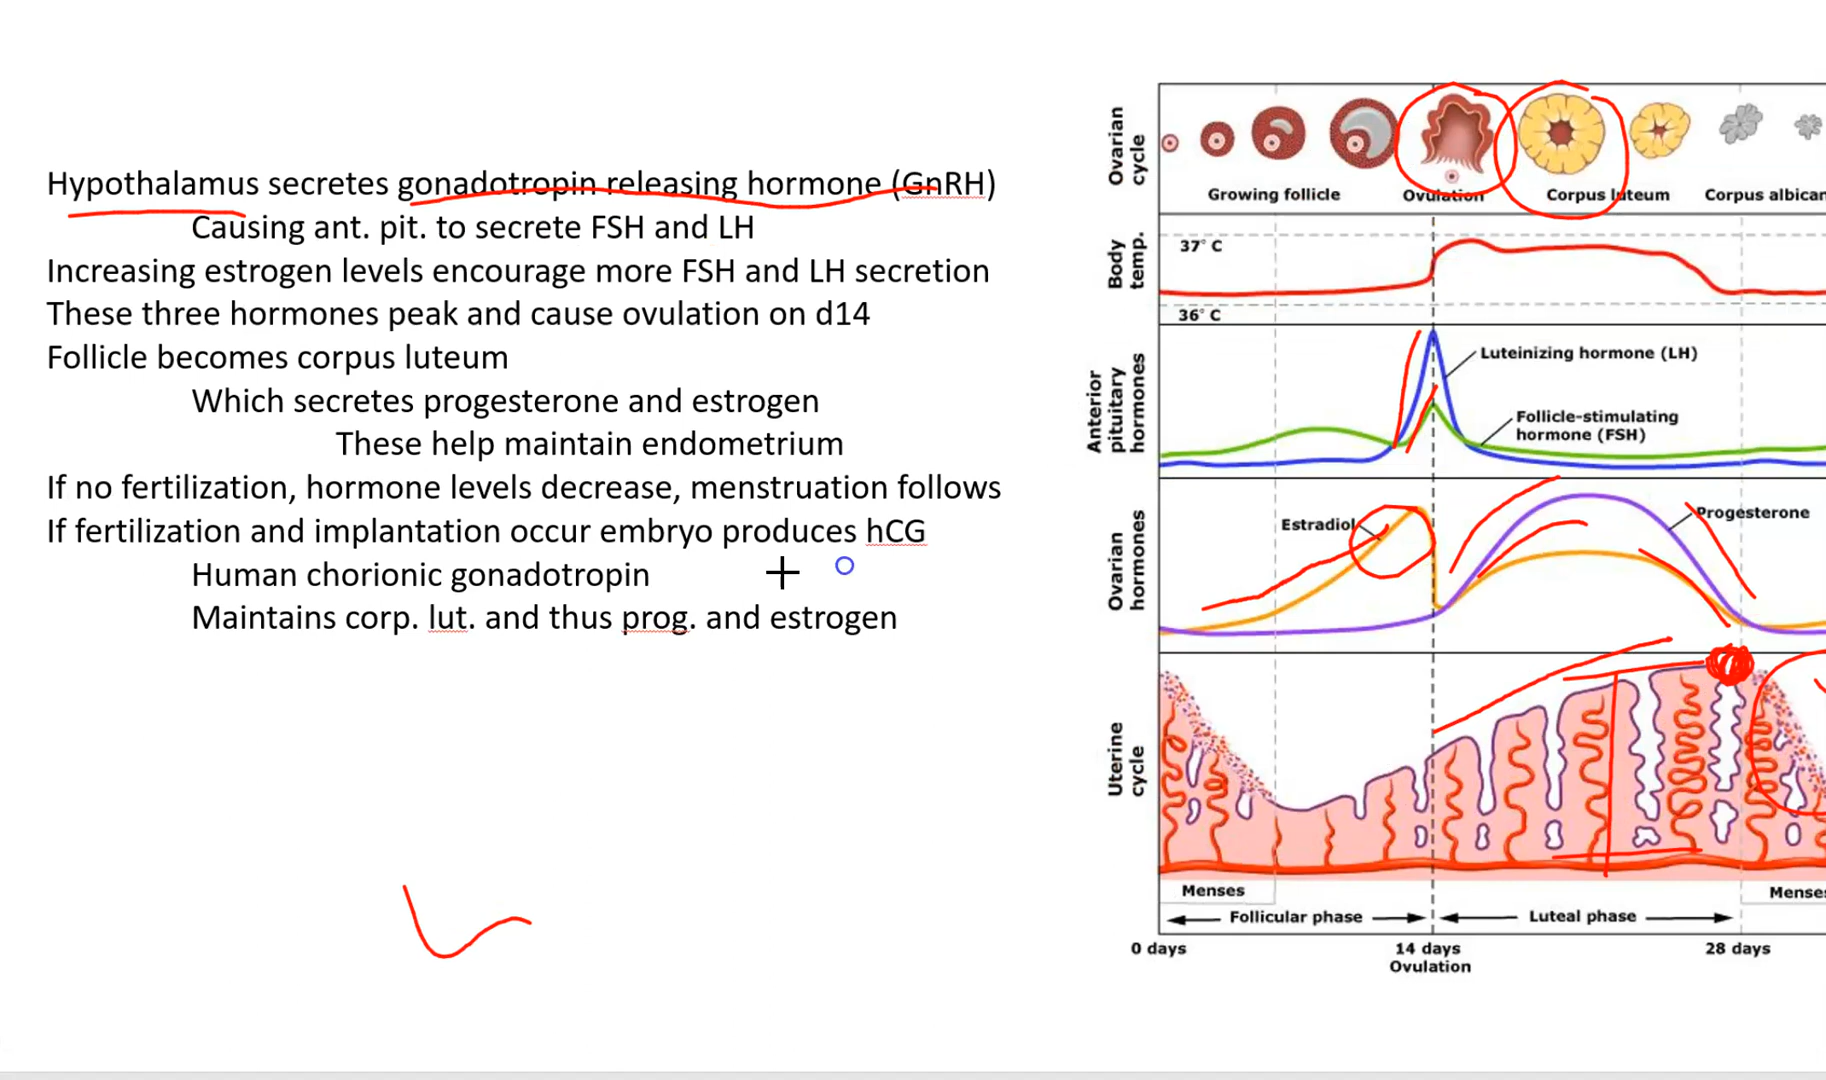 Hypothalamus secretes gonadotropin releasing hormone (GnRH)
Causing ant. pit. to secrete FSH and LH
Increasing estrogen levels encourage more FSH and LH secretion
These three hormones peak and cause ovulation on d14
Follicle becomes corpus luteum
Which secretes progesterone and estrogen
These help maintain endometrium
If no fertilization, hormone levels decrease, menstruation follows
If fertilization and implantation occur embryo produces hCG
Human chorionic gonadotropin
Maintains corp. lut. and thus prog. and estrogen
Ovarian
cycle
Growing follicle
Ovulation
Corpus luteum
Corpus albican
Body
temp.
37° C
36° C
Anterior
pituitary
hormones
Luteinizing hormone (LH)
Follicle-stimulating
hormone (FSH)
Ovarian
hormones
Estradiol
Progesterone
Uterine
cycle
Menses
Menses
Follicular phase
Luteal phase
0 days
14 days
28 days
Ovulation